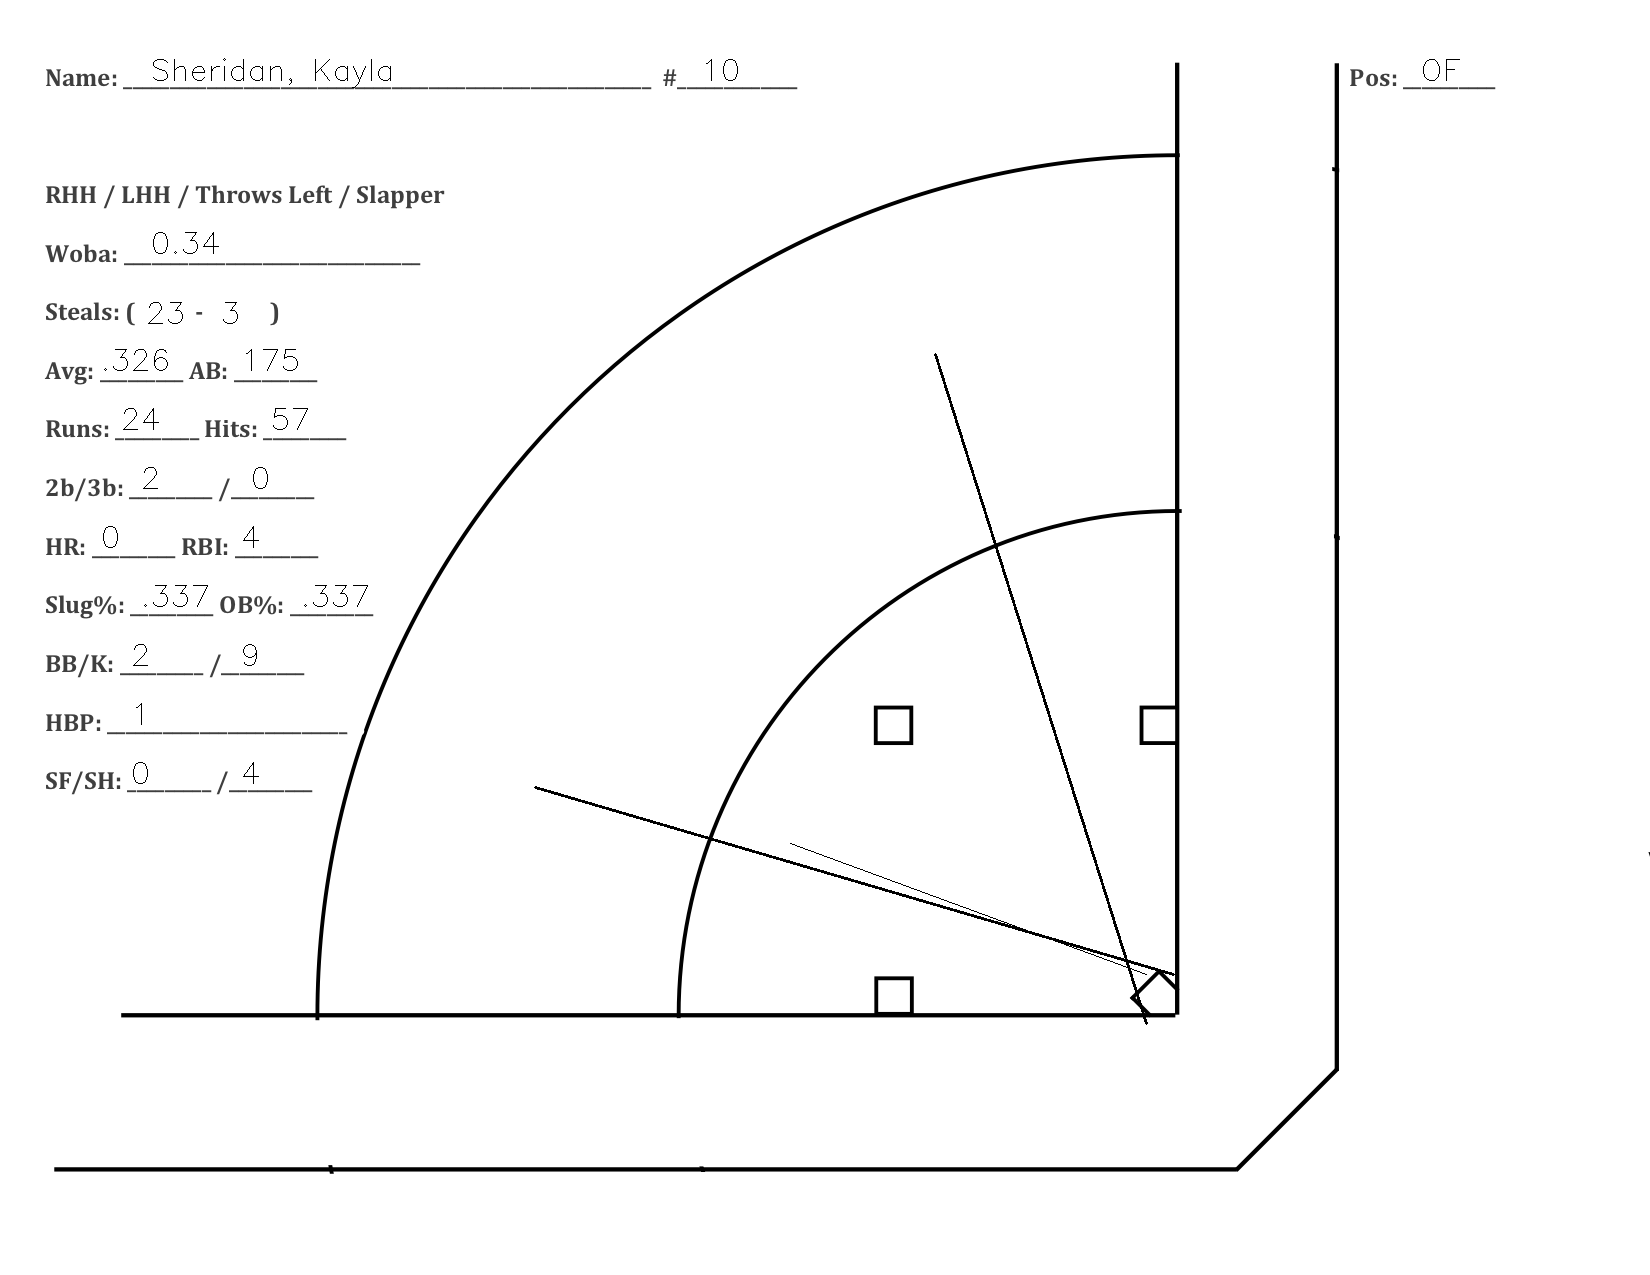 Name: Sheridan, Kayla # 10 Pos: OF
RHH / LHH / Throws Left / Slapper
Woba: 0.34
Steals: ( 23 - 3 )
Avg: .326 AB: 175
Runs: 24 Hits: 57
2b/3b: 2 / 0
HR: 0 RBI: 4
Slug%: .337 OB%: .337
BB/K: 2 / 9
HBP: 1
SF/SH: 0 / 4